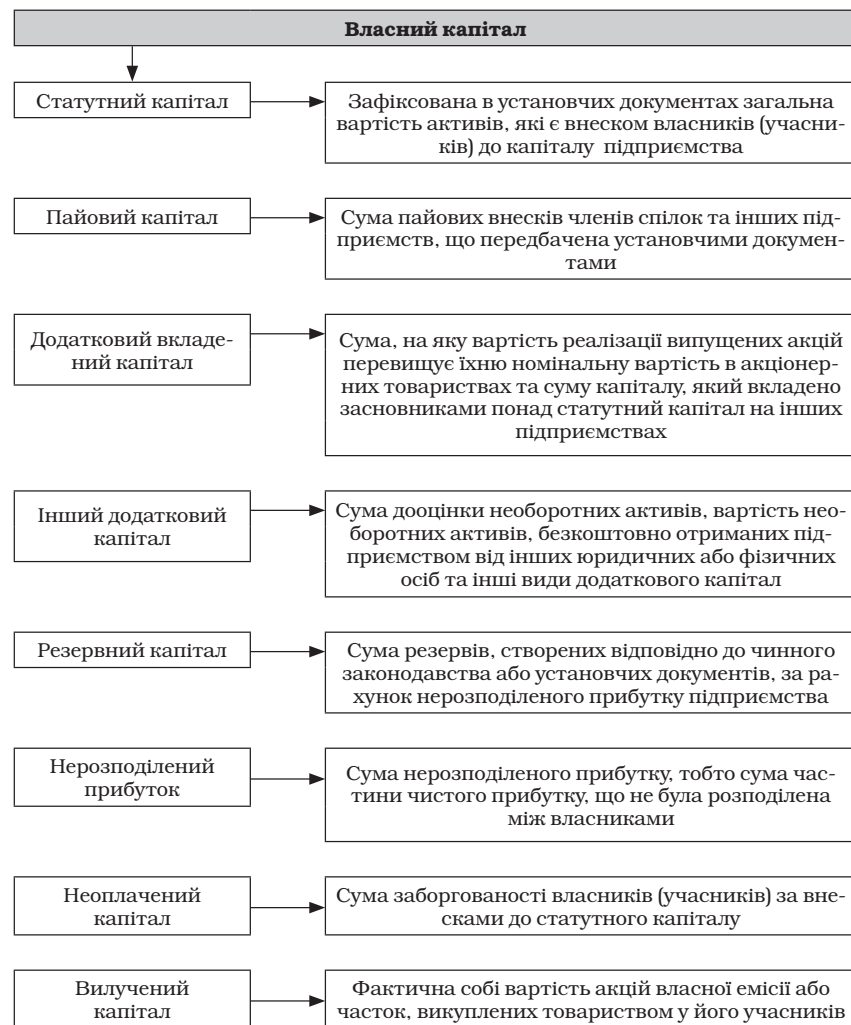 Власний капітал
Статутний капітал
Зафіксована в установчих документах загальна
вартість активів, які є внеском власників (учасни-
ків) до капіталу підприємства
Пайовий капітал
Сума пайових внесків членів спілок та інших під-
приємств, що передбачена установчими докумен-
тами
Додатковий вкладе-
ний капітал
Сума, на яку вартість реалізації випущених акцій
перевищує їхню номінальну вартість в акціонер-
них товариствах та суму капіталу, який вкладено
засновниками понад статутний капітал на інших
підприємствах
Інший додатковий
капітал
Сума дооцінки необоротних активів, вартість нео-
боротних активів, безкоштовно отриманих під-
приємством від інших юридичних або фізичних
осіб та інші види додаткового капітал
Резервний капітал
Сума резервів, створених відповідно до чинного
законодавства або установчих документів, за ра-
хунок нерозподіленого прибутку підприємства
Нерозподілений
прибуток
Сума нерозподіленого прибутку, тобто сума час-
тини чистого прибутку, що не була розподілена
між власниками
Неоплачений
капітал
Сума заборгованості власників (учасників) за вне-
сками до статутного капіталу
Вилучений
капітал
Фактична собі вартість акцій власної емісії або
часток, викуплених товариством у його учасників